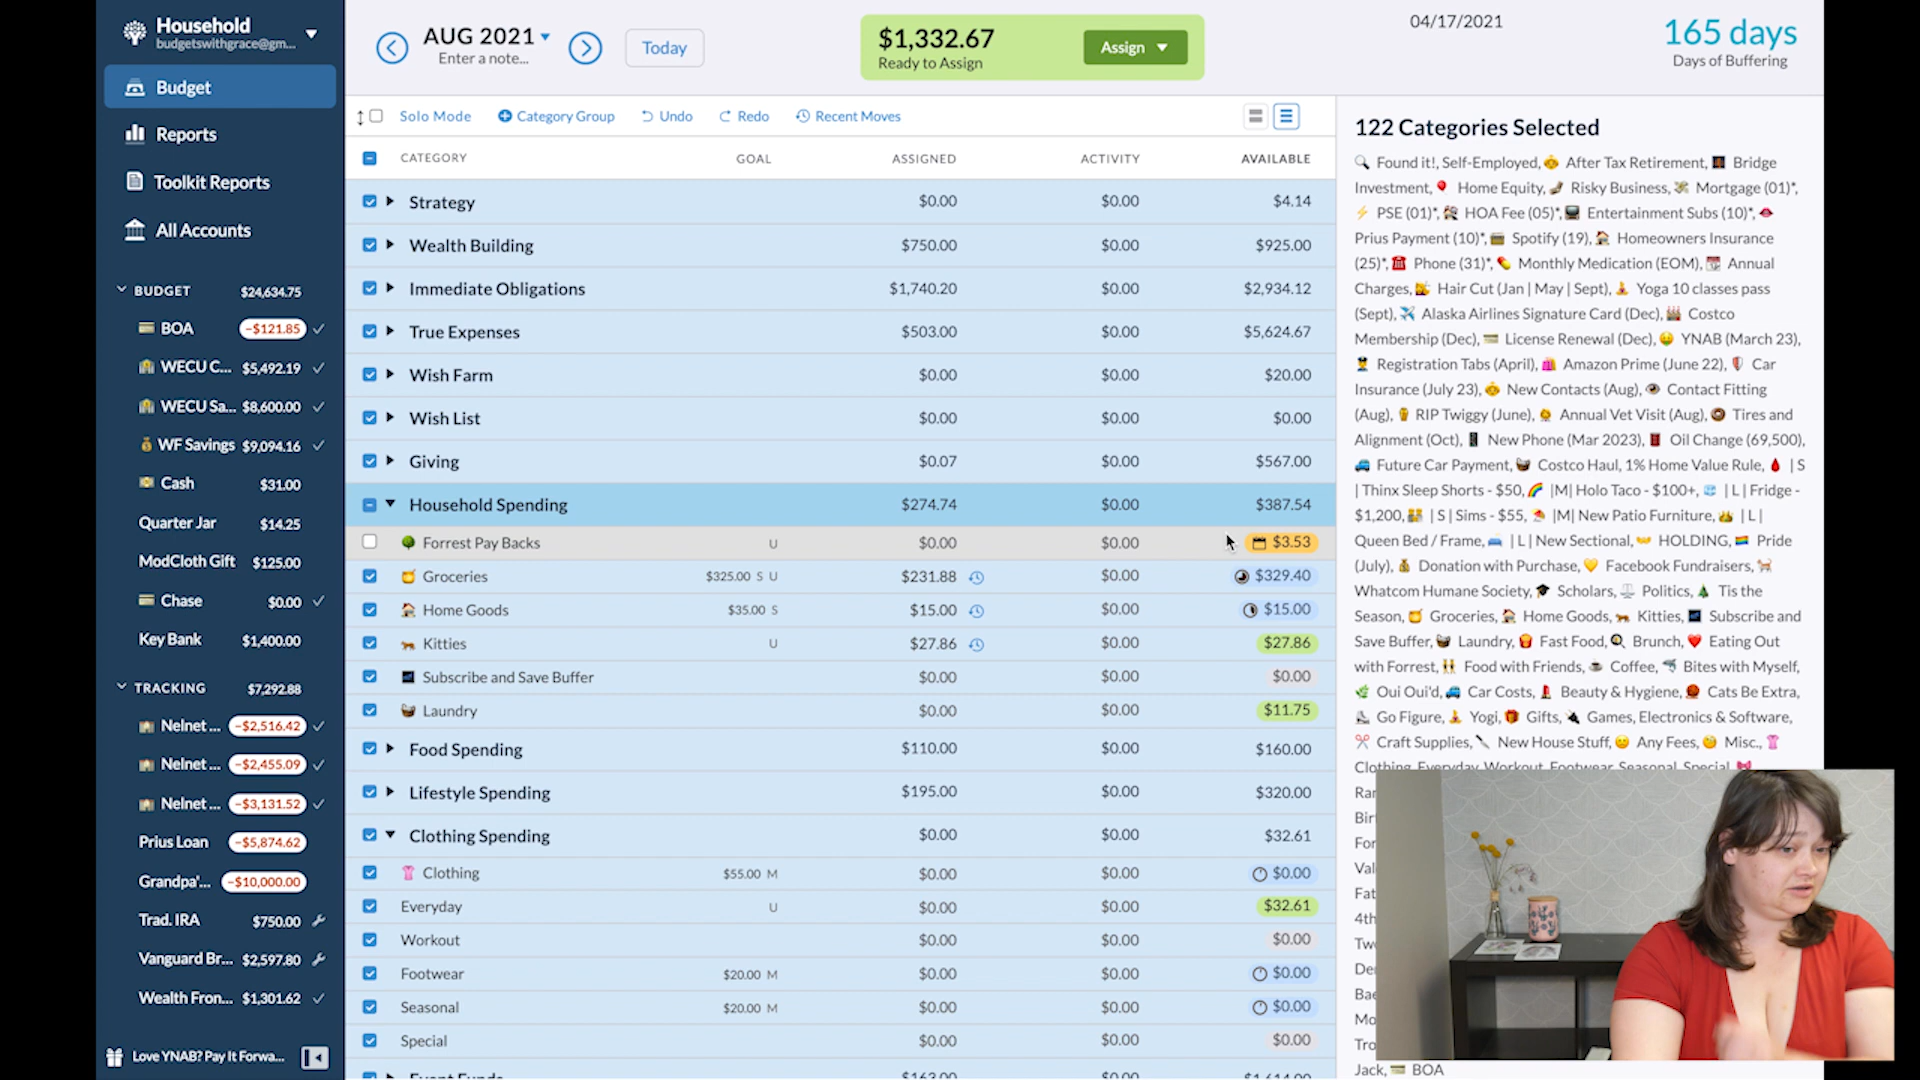 Household
budgetswithgrace@gm...
Budget
Reports
Toolkit Reports
All Accounts
BUDGET $24,634.75
BOA -$121.85
WECU C... $5,492.19
WECU Sa... $8,600.00
WF Savings $9,094.16
Cash $31.00
Quarter Jar $14.25
ModCloth Gift $125.00
Chase $0.00
Key Bank $1,400.00
TRACKING $7,292.88
Nelnet ... -$2,516.42
Nelnet ... -$2,455.09
Nelnet ... -$3,131.52
Prius Loan -$5,874.62
Grandpa'... -$10,000.00
Trad. IRA $750.00
Vanguard Br... $2,597.80
Wealth Fron... $1,301.62
Love YNAB? Pay It Forwa...
AUG 2021
Enter a note...
Today
$1,332.67
Ready to Assign
Assign
04/17/2021
165 days
Days of Buffering
Solo Mode Category Group Undo Redo Recent Moves
CATEGORY GOAL ASSIGNED ACTIVITY AVAILABLE
Strategy $0.00 $0.00 $4.14
Wealth Building $750.00 $0.00 $925.00
Immediate Obligations $1,740.20 $0.00 $2,934.12
True Expenses $503.00 $0.00 $5,624.67
Wish Farm $0.00 $0.00 $20.00
Wish List $0.00 $0.00 $0.00
Giving $0.07 $0.00 $567.00
Household Spending $274.74 $0.00 $387.54
Forrest Pay Backs U $0.00 $0.00 $3.53
Groceries $325.00 S U $231.88 $0.00 $329.40
Home Goods $35.00 S $15.00 $0.00 $15.00
Kitties U $27.86 $0.00 $27.86
Subscribe and Save Buffer $0.00 $0.00 $0.00
Laundry $0.00 $0.00 $11.75
Food Spending $110.00 $0.00 $160.00
Lifestyle Spending $195.00 $0.00 $320.00
Clothing Spending $0.00 $0.00 $32.61
Clothing $55.00 M $0.00 $0.00 $0.00
Everyday U $0.00 $0.00 $32.61
Workout $0.00 $0.00 $0.00
Footwear $20.00 M $0.00 $0.00 $0.00
Seasonal $20.00 M $0.00 $0.00 $0.00
Special $0.00 $0.00 $0.00
Event Funds $163.00 $0.00 $1,614.00
122 Categories Selected
Found it!, Self-Employed, After Tax Retirement, Bridge
Investment, Home Equity, Risky Business, Mortgage (01)*,
PSE (01)*, HOA Fee (05)*, Entertainment Subs (10)*,
Prius Payment (10)*, Spotify (19), Homeowners Insurance
(25)*, Phone (31)*, Monthly Medication (EOM), Annual
Charges, Hair Cut (Jan | May | Sept), Yoga 10 classes pass
(Sept), Alaska Airlines Signature Card (Dec), Costco
Membership (Dec), License Renewal (Dec), YNAB (March 23),
Registration Tabs (April), Amazon Prime (June 22), Car
Insurance (July 23), New Contacts (Aug), Contact Fitting
(Aug), RIP Twiggy (June), Annual Vet Visit (Aug), Tires and
Alignment (Oct), New Phone (Mar 2023), Oil Change (69,500),
Future Car Payment, Costco Haul, 1% Home Value Rule, | S
| Thinx Sleep Shorts - $50, |M| Holo Taco - $100+, | L | Fridge -
$1,200, | S | Sims - $55, |M| New Patio Furniture, | L |
Queen Bed / Frame, | L | New Sectional, HOLDING, Pride
(July), Donation with Purchase, Facebook Fundraisers,
Whatcom Humane Society, Scholars, Politics, Tis the
Season, Groceries, Home Goods, Kitties, Subscribe and
Save Buffer, Laundry, Fast Food, Brunch, Eating Out
with Forrest, Food with Friends, Coffee, Bites with Myself,
Oui Oui'd, Car Costs, Beauty & Hygiene, Cats Be Extra,
Go Figure, Yogi, Gifts, Games, Electronics & Software,
Craft Supplies, New House Stuff, Any Fees, Misc.,
Clothing, Everyday, Workout, Footwear, Seasonal, Special,
Jack, BOA